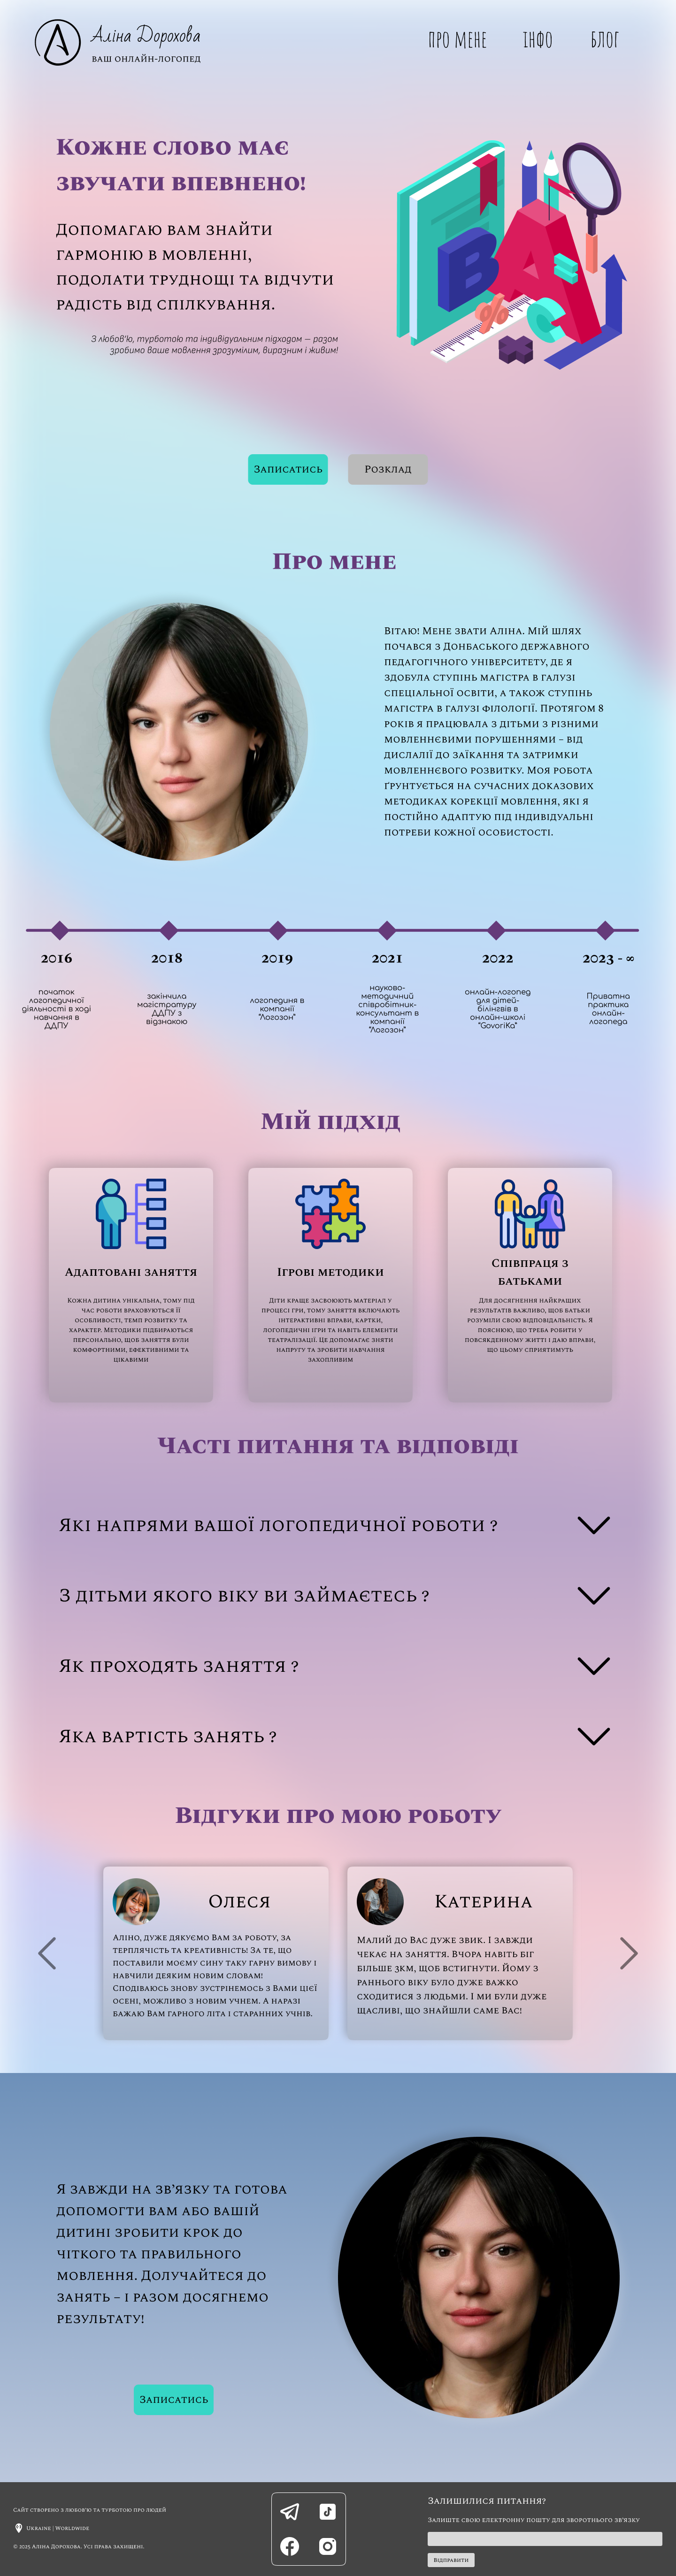 Аліна Дорохова
ваш онлайн-логопед
про мене інфо блог
Кожне слово має
звучати впевнено!
Допомагаю вам знайти
гармонію в мовленні,
подолати труднощі та відчути
радість від спілкування.
З любов'ю, турботою та індивідуальним підходом — разом
зробимо ваше мовлення зрозумілим, виразним і живим!
Записатись Розклад
Про мене
Вітаю! Мене звати Аліна. Мій шлях
почався з Донбаського державного
педагогічного університету, де я
здобула ступінь магістра в галузі
спеціальної освіти, а також ступінь
магістра в галузі філології. Протягом 8
років я працювала з дітьми з різними
мовленнєвими порушеннями – від
дислалії до заїкання та затримки
мовленнєвого розвитку. Моя робота
ґрунтується на сучасних доказових
методиках корекції мовлення, які я
постійно адаптую під індивідуальні
потреби кожної особистості.
2016
початок
логопедичної
діяльності в ході
навчання в
ДДПУ
2018
закінчила
магістратуру
ДДПУ з
відзнакою
2019
логопединя в
компанії
"Логозон"
2021
науково-
методичний
співробітник-
консультант в
компанії
"Логозон"
2022
онлайн-логопед
для дітей-
білінгвів в
онлайн-школі
"GovoriKa"
2023 - ∞
Приватна
практика
онлайн-
логопеда
Мій підхід
Адаптовані заняття
Кожна дитина унікальна, тому під
час роботи враховуються її
особливості, темп розвитку та
характер. Методики підбираються
персонально, щоб заняття були
комфортними, ефективними та
цікавими
Ігрові методики
Діти краще засвоюють матеріал у
процесі гри, тому заняття включають
інтерактивні вправи, картки,
логопедичні ігри та навіть елементи
театралізації. Це допомагає зняти
напругу та зробити навчання
захопливим
Співпраця з
батьками
Для досягнення найкращих
результатів важливо, щоб батьки
розуміли свою відповідальність. Я
пояснюю, що треба робити у
повсякденному житті і даю вправи,
що цьому сприятимуть
Часті питання та відповіді
Які напрями вашої логопедичної роботи ?
З дітьми якого віку ви займаєтесь ?
Як проходять заняття ?
Яка вартість занять ?
Відгуки про мою роботу
Олеся
Аліно, дуже дякуємо Вам за роботу, за
терплячість та креативність! За те, що
поставили моєму сину таку гарну вимову і
навчили деяким новим словам!
Сподіваюсь знову зустрінемось з Вами цієї
осені, можливо з новим учнем. А наразі
бажаю Вам гарного літа і старанних учнів.
Катерина
Малий до Вас дуже звик. І завжди
чекає на заняття. Вчора навіть біг
більше 3км, щоб встигнути. Йому з
раннього віку було дуже важко
сходитися з людьми. І ми були дуже
щасливі, що знайшли саме Вас!
Я завжди на зв'язку та готова
допомогти вам або вашій
дитині зробити крок до
чіткого та правильного
мовлення. Долучайтеся до
занять – і разом досягнемо
результату!
Записатись
Сайт створено з любов'ю та турботою про людей
Ukraine | Worldwide
© 2025 Аліна Дорохова. Усі права захищені.
Залишилися питання?
Залиште свою електронну пошту для зворотнього зв'язку
Відправити